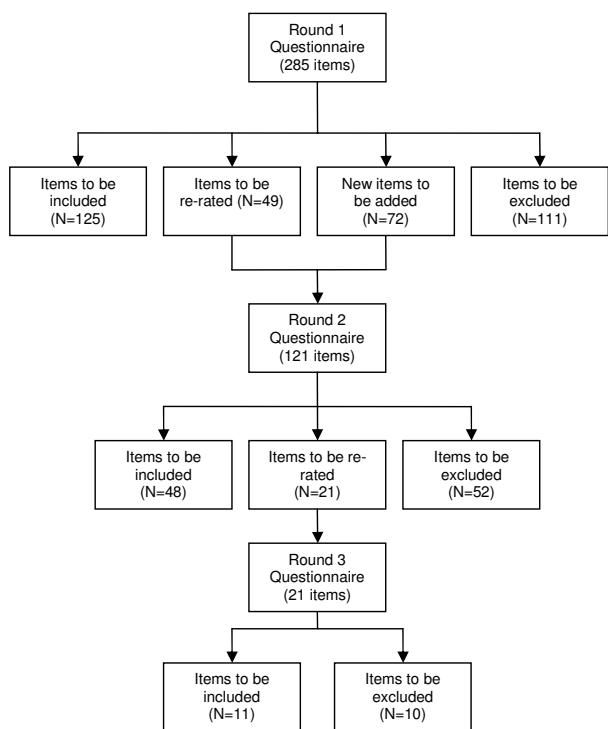 Round 1
Questionnaire
(285 items)
Items to be
included
(N=125)
Items to be
re-rated (N=49)
New items to
be added
(N=72)
Items to be
excluded
(N=111)
Round 2
Questionnaire
(121 items)
Items to be
included
(N=48)
Items to be re-
rated
(N=21)
Items to be
excluded
(N=52)
Round 3
Questionnaire
(21 items)
Items to be
included
(N=11)
Items to be
excluded
(N=10)